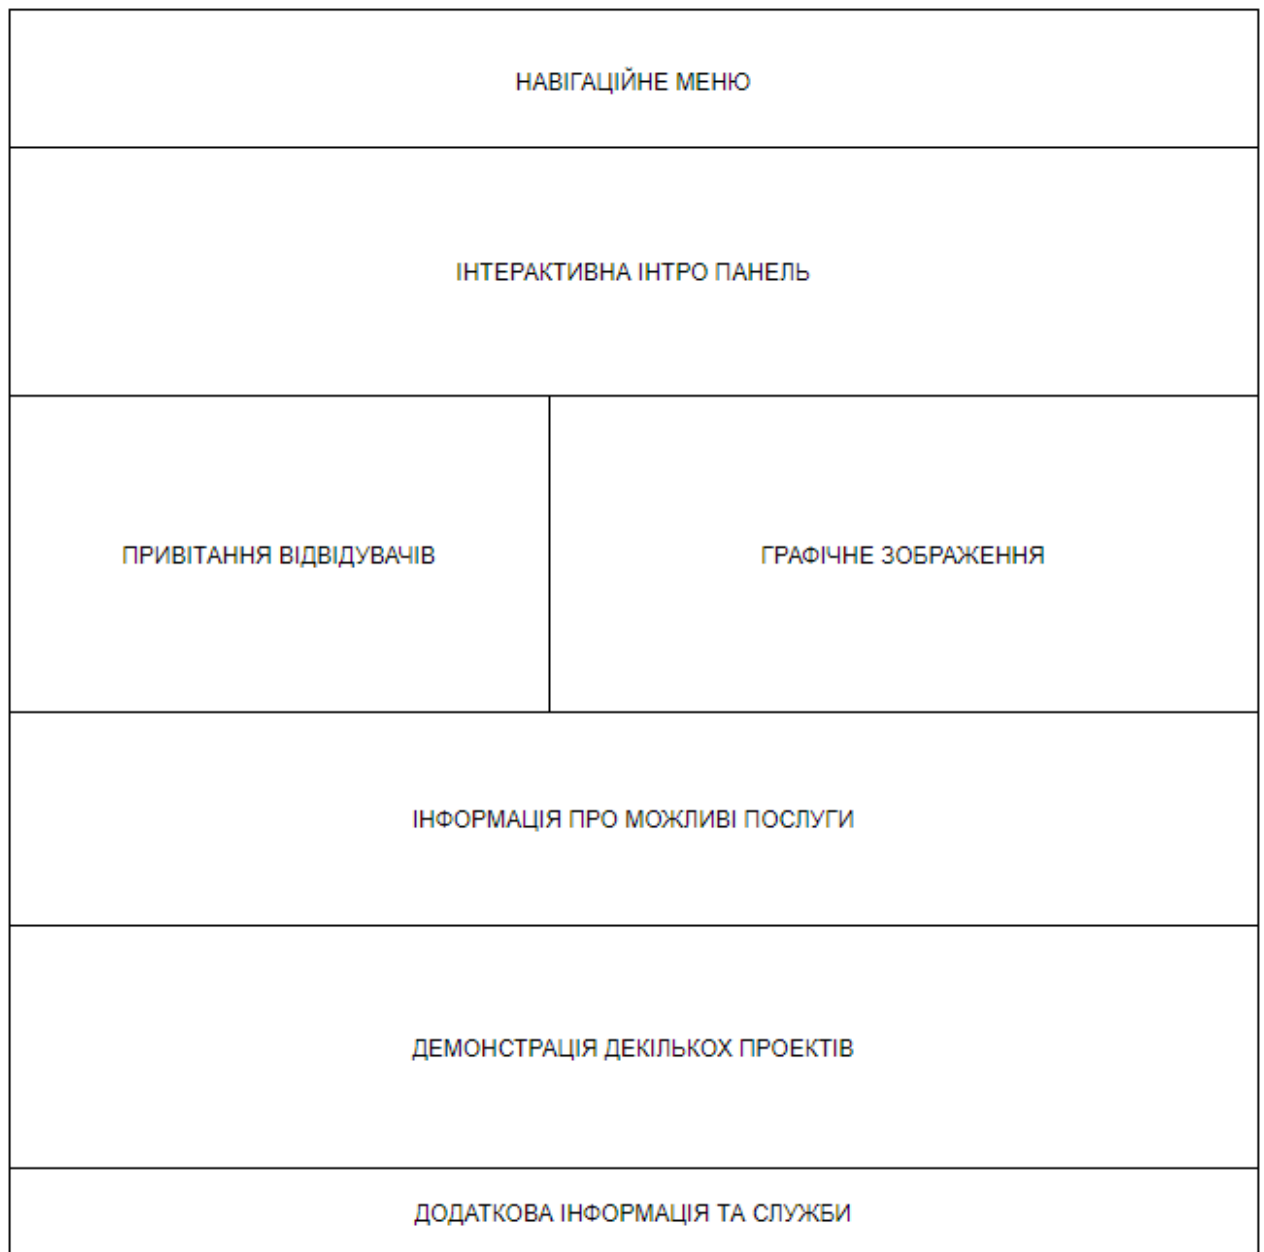 НАВІГАЦІЙНЕ МЕНЮ
ІНТЕРАКТИВНА ІНТРО ПАНЕЛЬ
ПРИВІТАННЯ ВІДВІДУВАЧІВ
ГРАФІЧНЕ ЗОБРАЖЕННЯ
ІНФОРМАЦІЯ ПРО МОЖЛИВІ ПОСЛУГИ
ДЕМОНСТРАЦІЯ ДЕКІЛЬКОХ ПРОЕКТІВ
ДОДАТКОВА ІНФОРМАЦІЯ ТА СЛУЖБИ